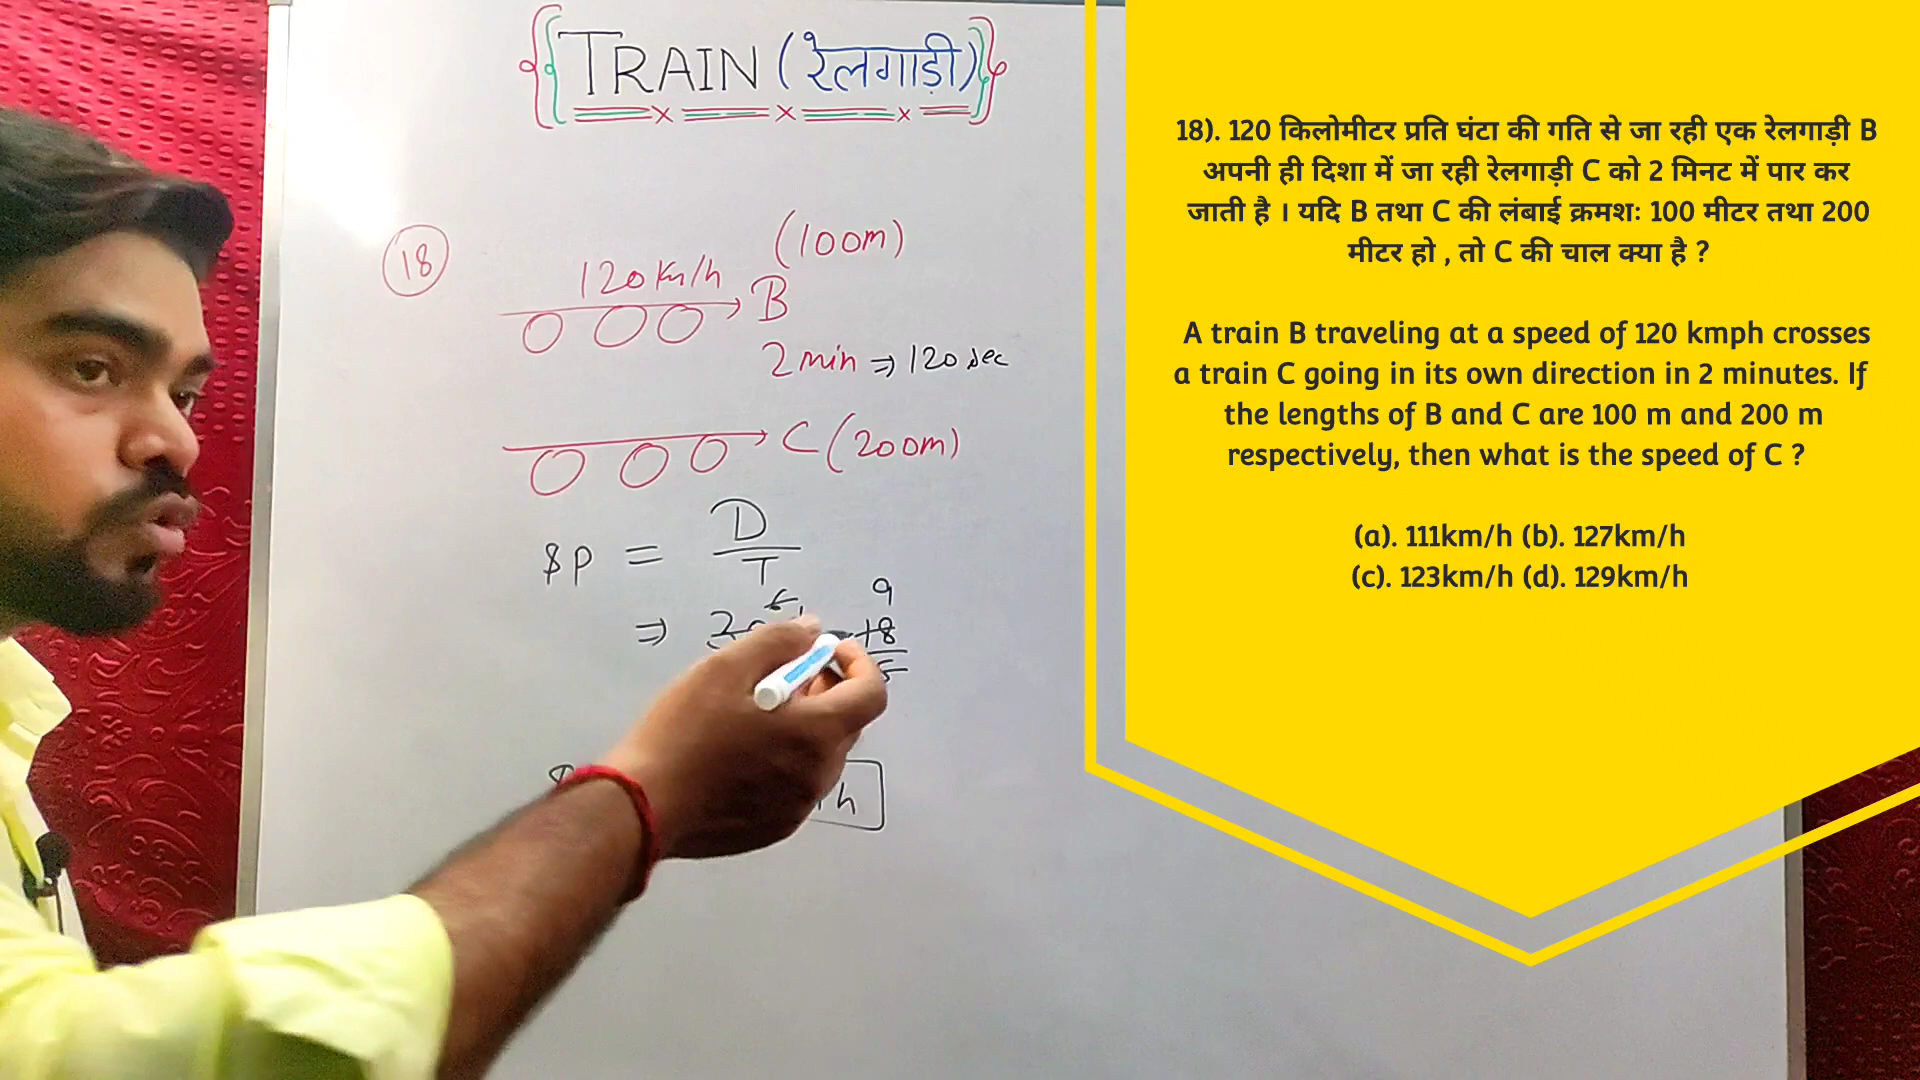 {{TRAIN (रेलगाड़ी)}}
18
120 Km/h
(100m)
B
2 min ⇒ 120 sec
C (200m)
$p = D/T
⇒
9
18
5
h
18). 120 किलोमीटर प्रति घंटा की गति से जा रही एक रेलगाड़ी B
अपनी ही दिशा में जा रही रेलगाड़ी C को 2 मिनट में पार कर
जाती है । यदि B तथा C की लंबाई क्रमशः 100 मीटर तथा 200
मीटर हो , तो C की चाल क्या है ?
A train B traveling at a speed of 120 kmph crosses
a train C going in its own direction in 2 minutes. If
the lengths of B and C are 100 m and 200 m
respectively, then what is the speed of C ?
(a). 111km/h (b). 127km/h
(c). 123km/h (d). 129km/h